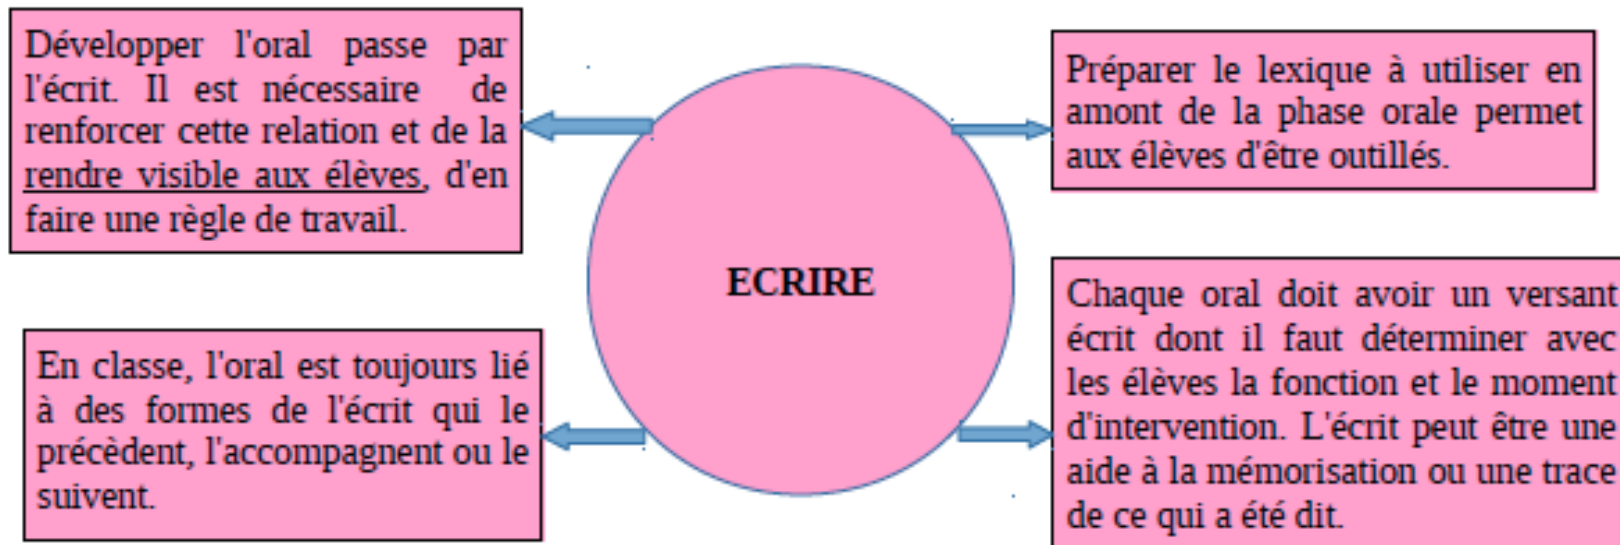 Développer l'oral passe par
l'écrit. Il est nécessaire de
renforcer cette relation et de la
rendre visible aux élèves, d'en
faire une règle de travail.
Préparer le lexique à utiliser en
amont de la phase orale permet
aux élèves d'être outillés.
ECRIRE
En classe, l'oral est toujours lié
à des formes de l'écrit qui le
précèdent, l'accompagnent ou le
suivent.
Chaque oral doit avoir un versant
écrit dont il faut déterminer avec
les élèves la fonction et le moment
d'intervention. L'écrit peut être une
aide à la mémorisation ou une trace
de ce qui a été dit.